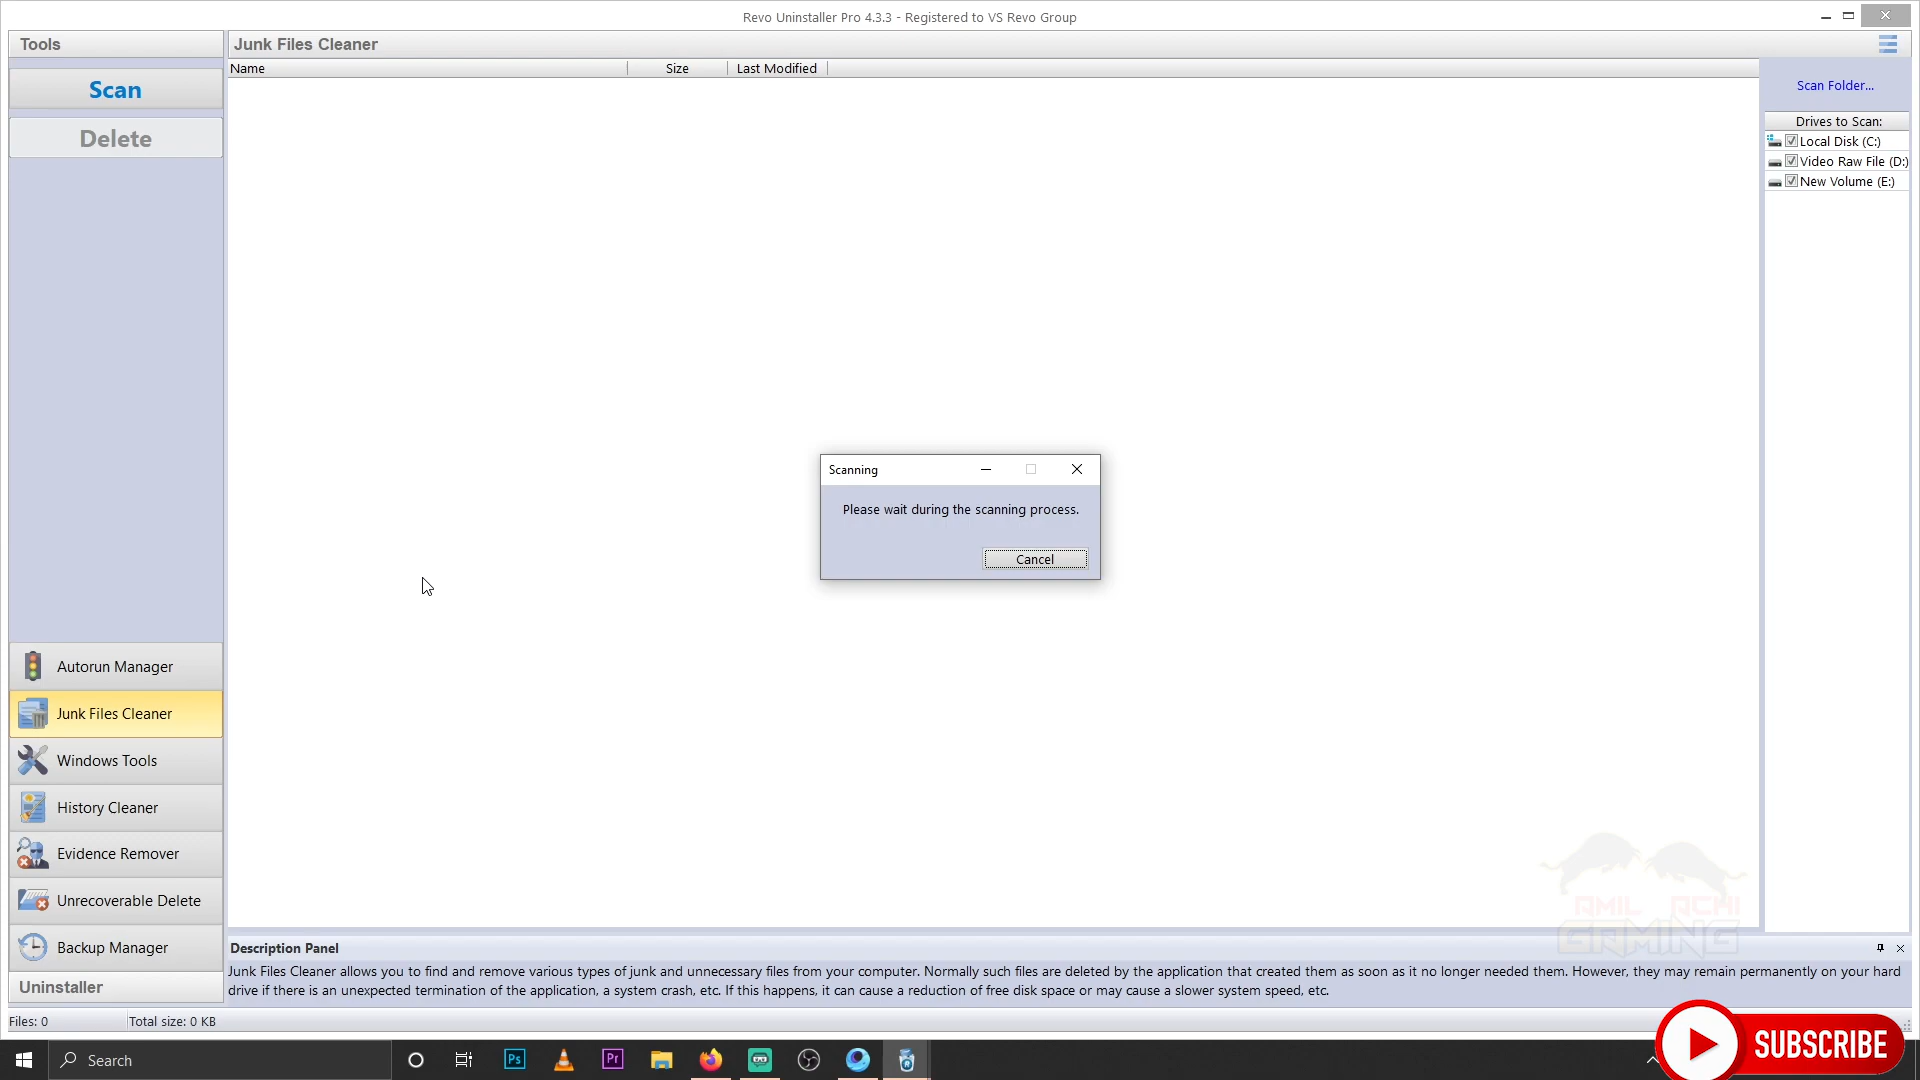 Revo Uninstaller Pro 4.3.3 - Registered to VS Revo Group
Tools
Junk Files Cleaner
Scan
Delete
Name
Size
Last Modified
Scan Folder...
Drives to Scan:
Local Disk (C:)
Video Raw File (D:)
New Volume (E:)
Scanning
Please wait during the scanning process.
Cancel
Autorun Manager
Junk Files Cleaner
Windows Tools
History Cleaner
Evidence Remover
Unrecoverable Delete
Backup Manager
Uninstaller
AMIL ACHI
GAMING
Description Panel
Junk Files Cleaner allows you to find and remove various types of junk and unnecessary files from your computer. Normally such files are deleted by the application that created them as soon as it no longer needed them. However, they may remain permanently on your hard
drive if there is an unexpected termination of the application, a system crash, etc. If this happens, it can cause a reduction of free disk space or may cause a slower system speed, etc.
Files: 0
Total size: 0 KB
Search
Ps
Pr
SUBSCRIBE